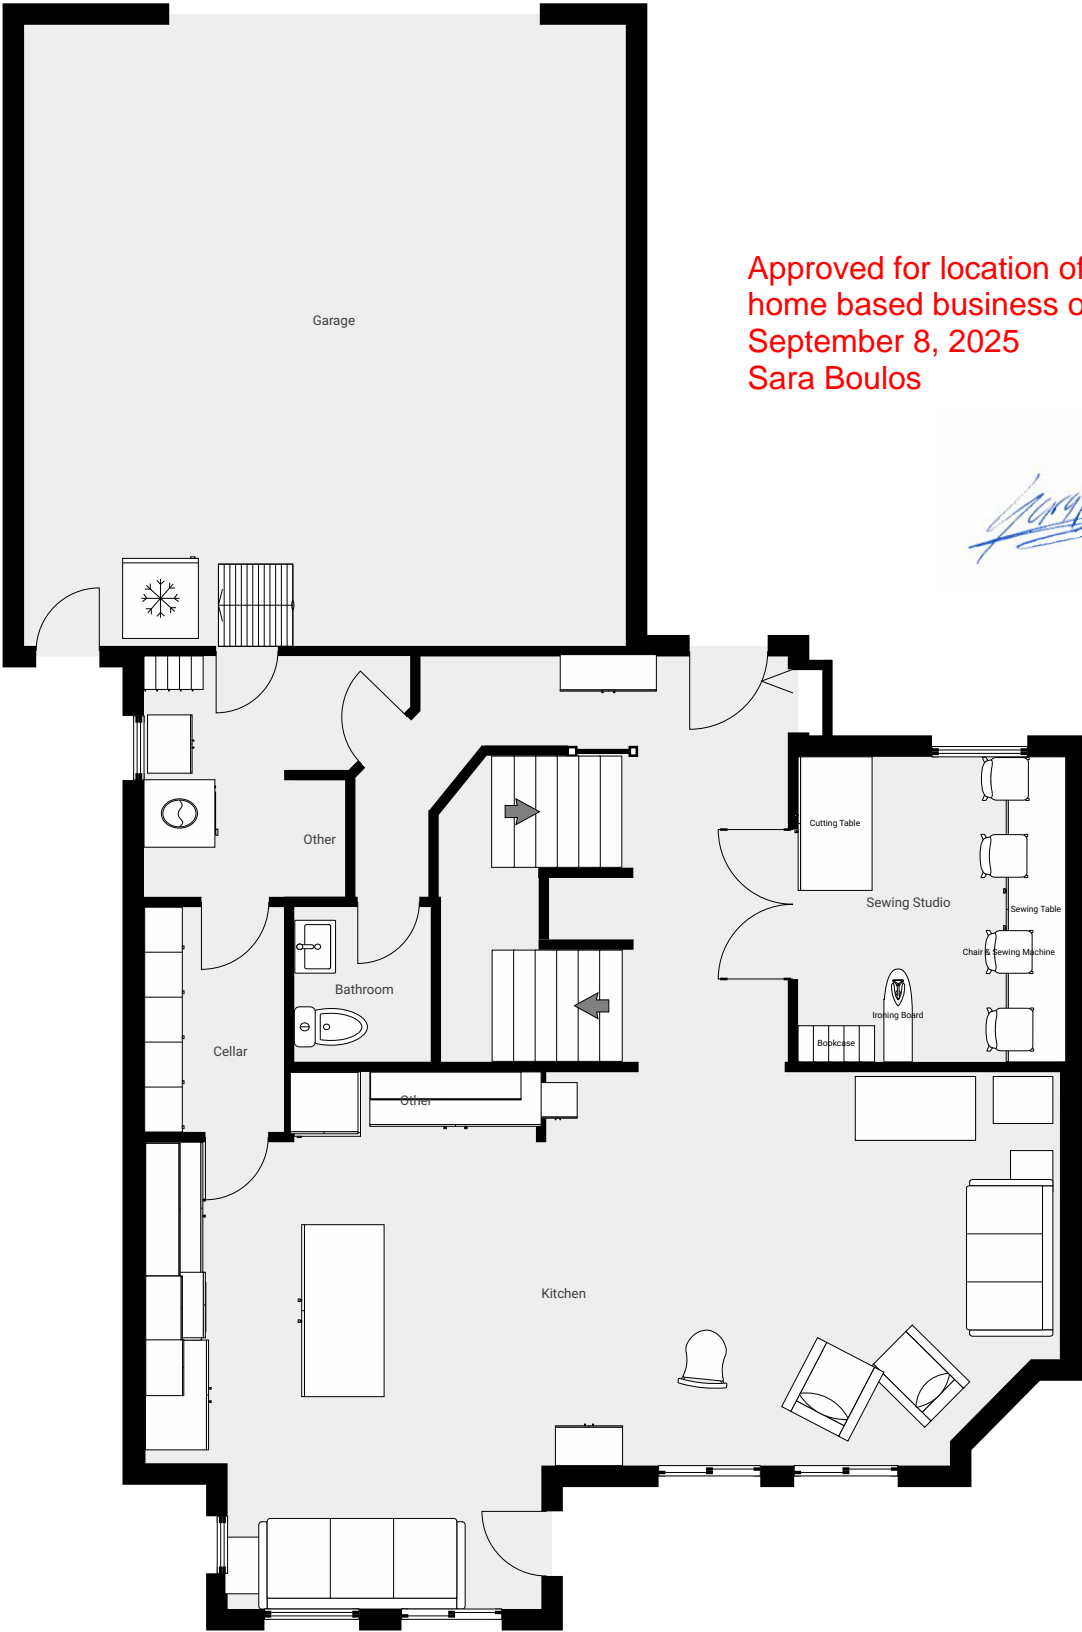 Approved for location of
home based business o
September 8, 2025
Sara Boulos
Garage
Cutting Table
Other
Sewing Studio
Sewing Table
Chair & Sewing Machine
Bathroom
Ironing Board
Bookcase
Cellar
Other
Kitchen